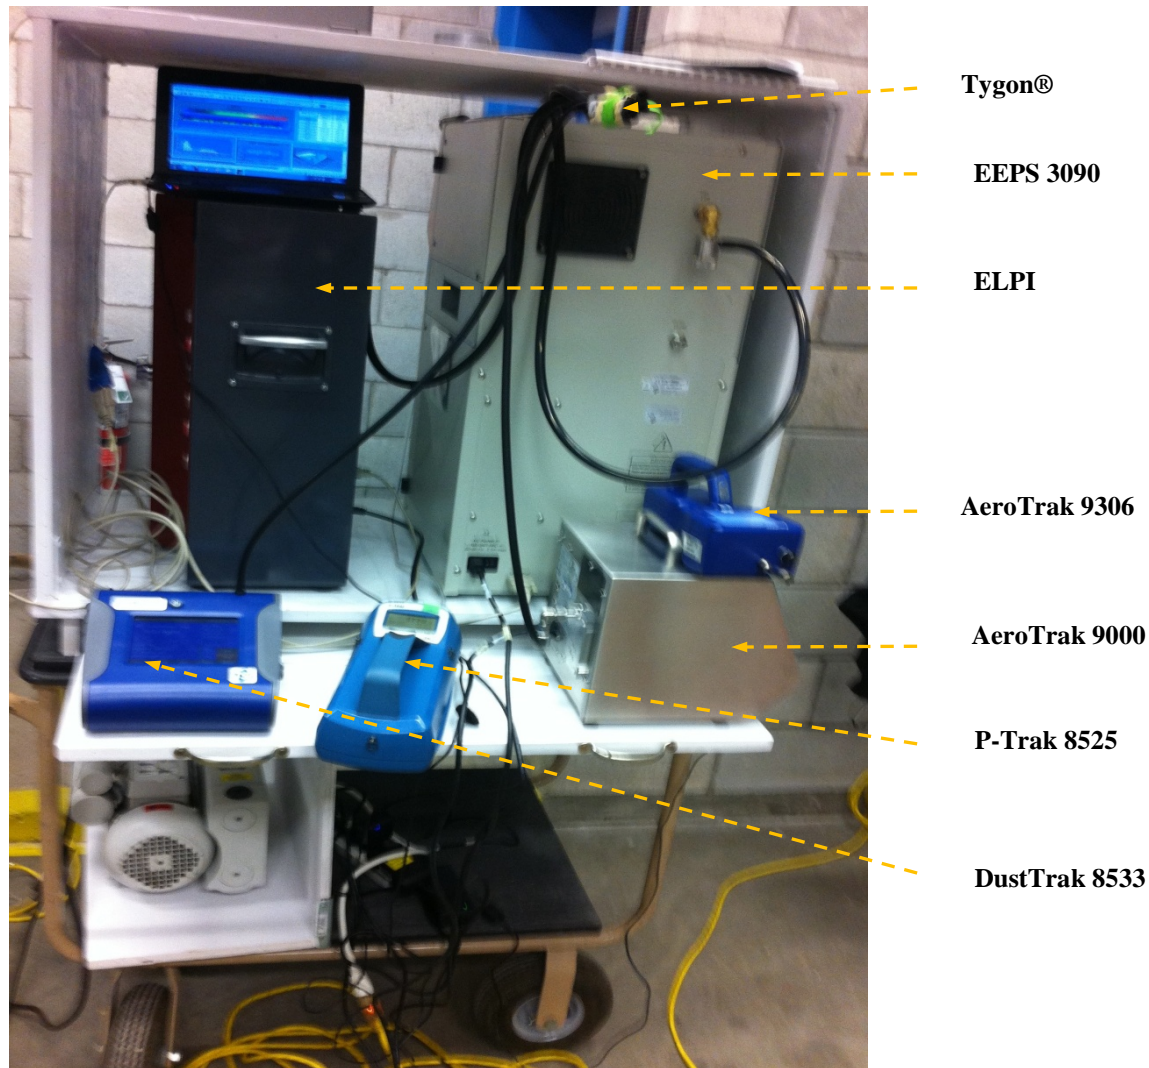 Tygon®
EEPS 3090
ELPI
AeroTrak 9306
AeroTrak 9000
P-Trak 8525
DustTrak 8533